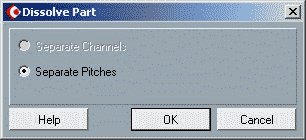 Dissolve Part
Separate Channels
Separate Pitches
Help
OK
Cancel